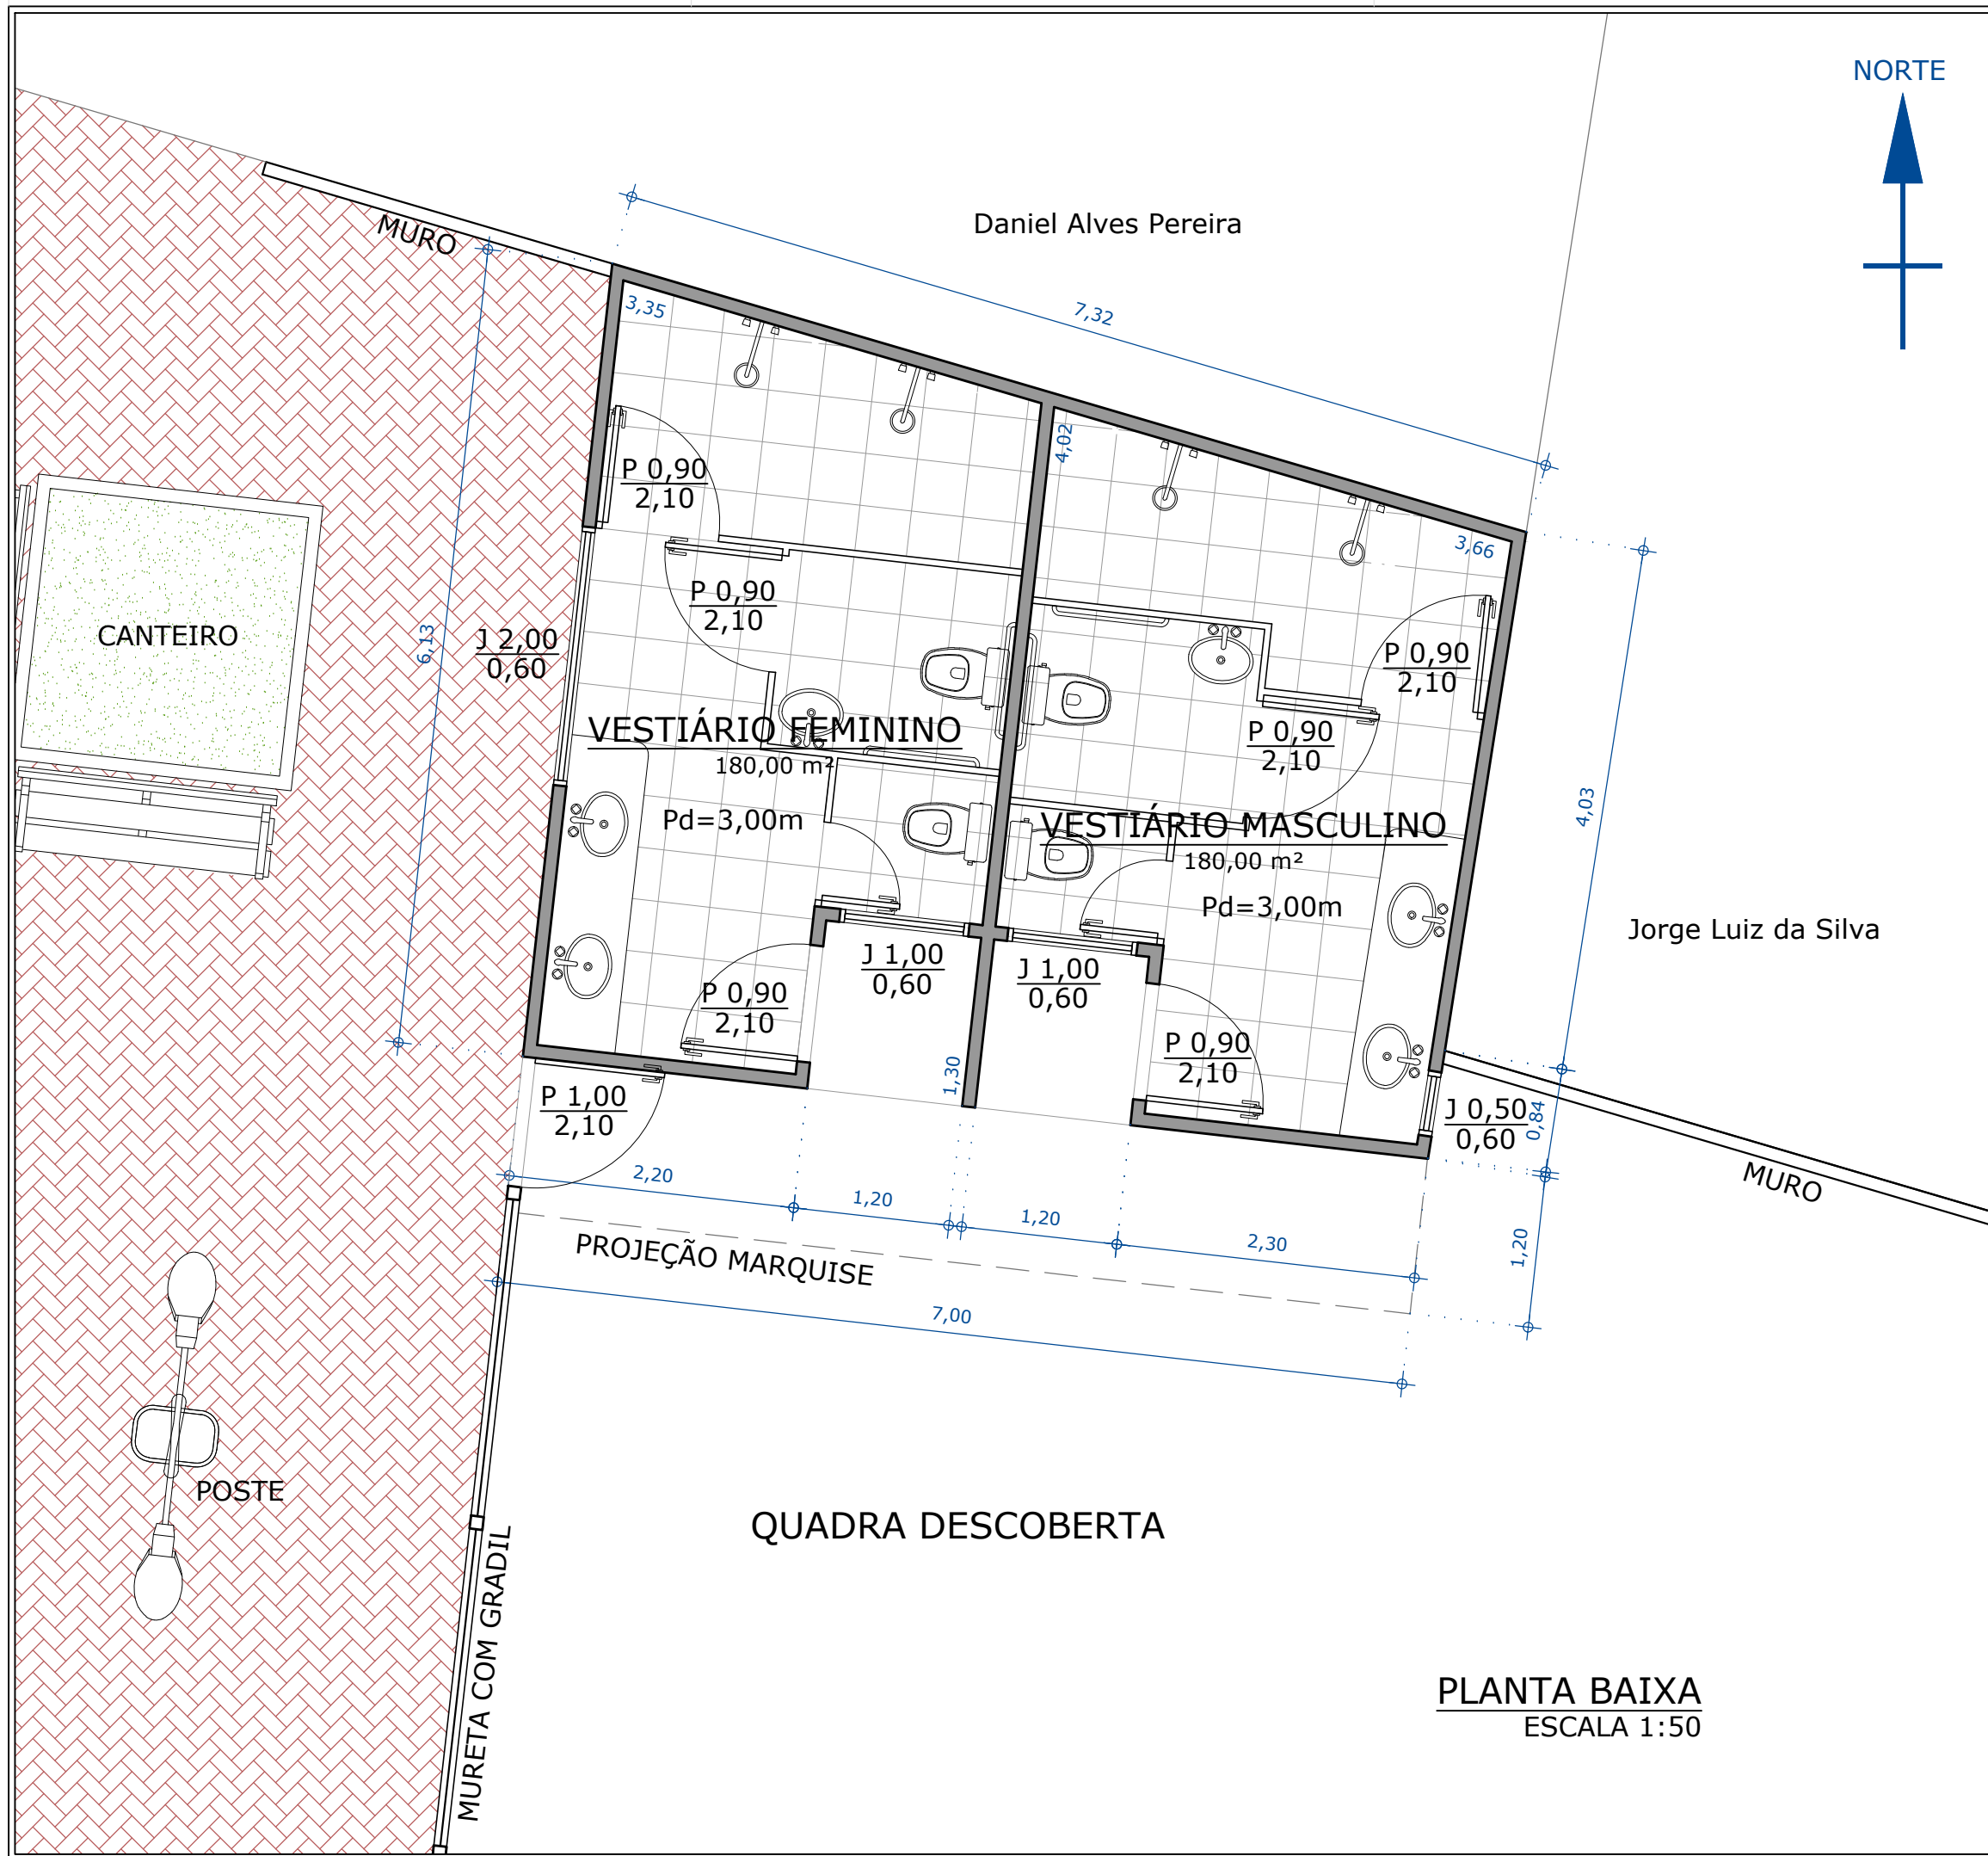 NORTE
Daniel Alves Pereira
MURO
7,32
3,35
4,02
P 0,90
2,10
3,66
P 0,90
2,10
CANTEIRO
6,13
J 2,00
0,60
P 0,90
2,10
VESTIÁRIO FEMININO
180,00 m²
Pd=3,00m
P 0,90
2,10
VESTIÁRIO MASCULINO
180,00 m²
Pd=3,00m
4,03
Jorge Luiz da Silva
J 1,00
0,60
J 1,00
0,60
P 0,90
2,10
P 0,90
2,10
1,30
P 1,00
2,10
J 0,50
0,60
0,84
MURO
2,20
1,20
1,20
2,30
1,20
PROJEÇÃO MARQUISE
7,00
POSTE
QUADRA DESCOBERTA
MURETA COM GRADIL
PLANTA BAIXA
ESCALA 1:50